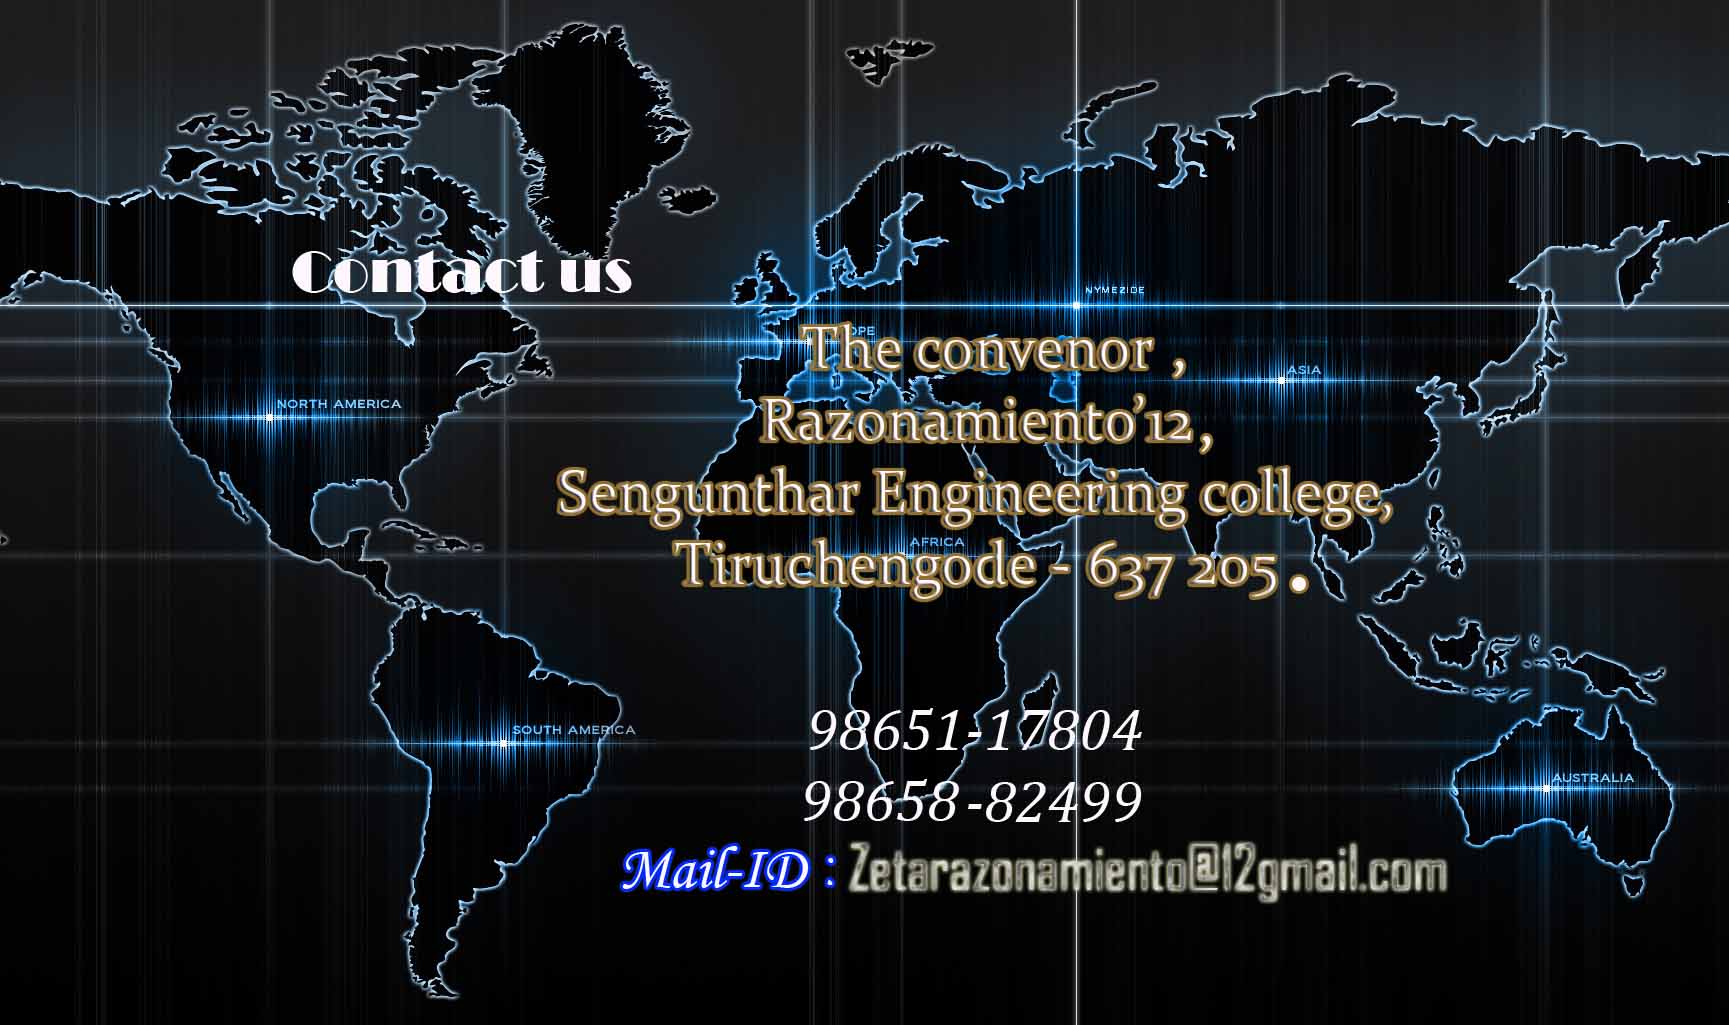 Contact us
NYMEZIDE
The convenor ,
ASIA
NORTH AMERICA
Razonamiento'12,
Sengunthar Engineering college,
AFRICA
Tiruchengode - 637 205 .
98651-17804
SOUTH AMERICA
AUSTRALIA
98658-82499
Mail-ID : Zetarazonamiento@12gmail.com